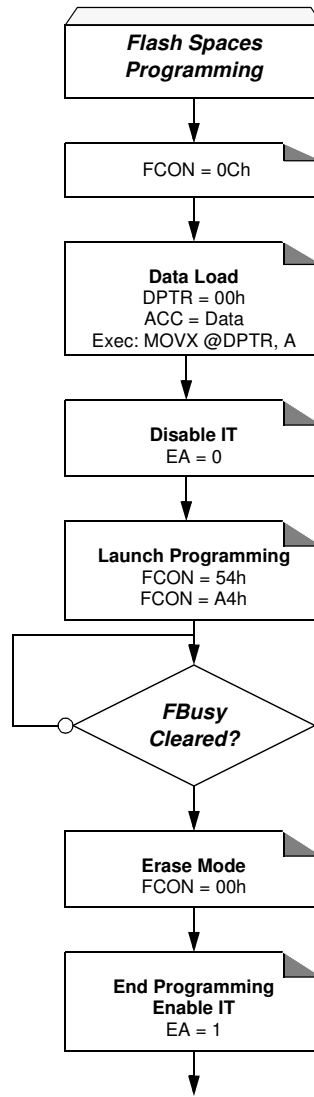 Flash Spaces
Programming
FCON = 0Ch
Data Load
DPTR = 00h
ACC = Data
Exec: MOVX @DPTR, A
Disable IT
EA = 0
Launch Programming
FCON = 54h
FCON = A4h
FBusy
Cleared?
Erase Mode
FCON = 00h
End Programming
Enable IT
EA = 1